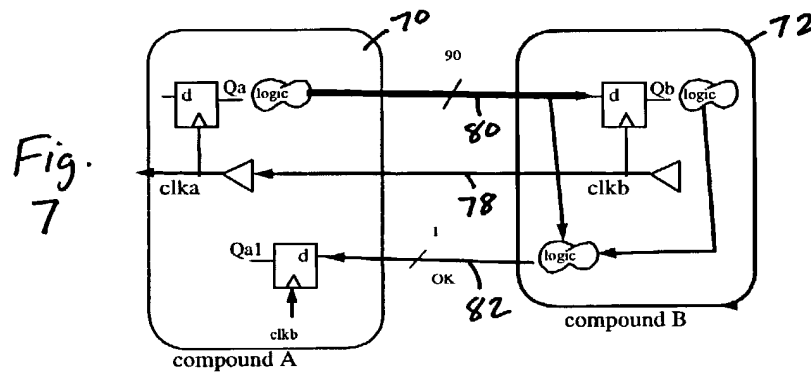 70
72
90
Qa
logic
d
80
d
Qb
logic
Fig.
7
clka
78
clkb
1
Qa1
d
logic
OK
82
clkb
compound B
compound A